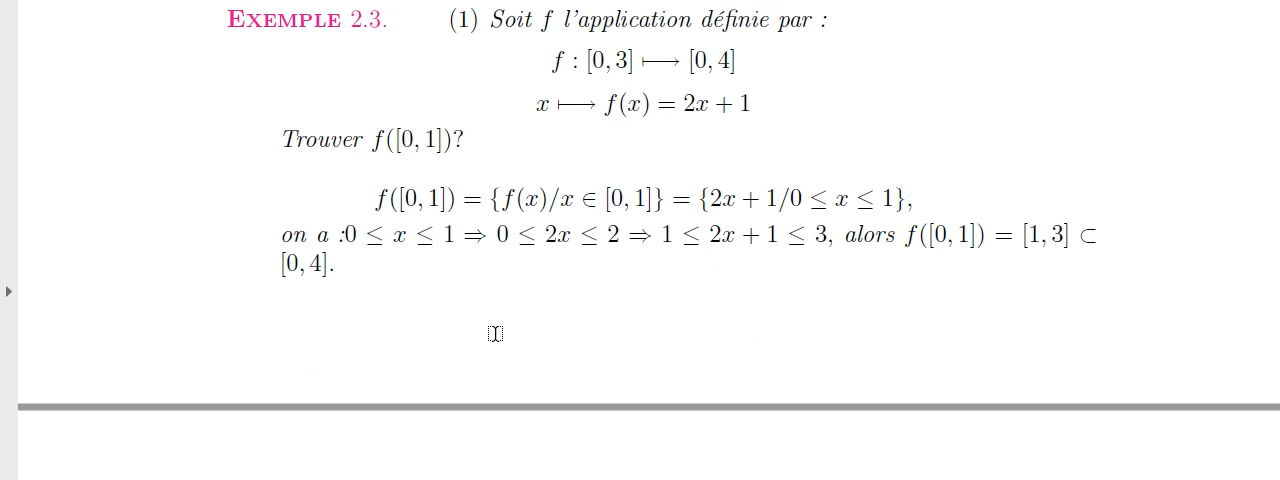 EXEMPLE 2.3. (1) Soit f l'application définie par :
f : [0, 3] ⟼ [0, 4]
x ⟼ f(x) = 2x + 1
Trouver f([0, 1])?
f([0, 1]) = {f(x)/x ∈ [0, 1]} = {2x + 1/0 ≤ x ≤ 1},
on a :0 ≤ x ≤ 1 ⇒ 0 ≤ 2x ≤ 2 ⇒ 1 ≤ 2x + 1 ≤ 3, alors f([0, 1]) = [1, 3] ⊂
[0, 4].